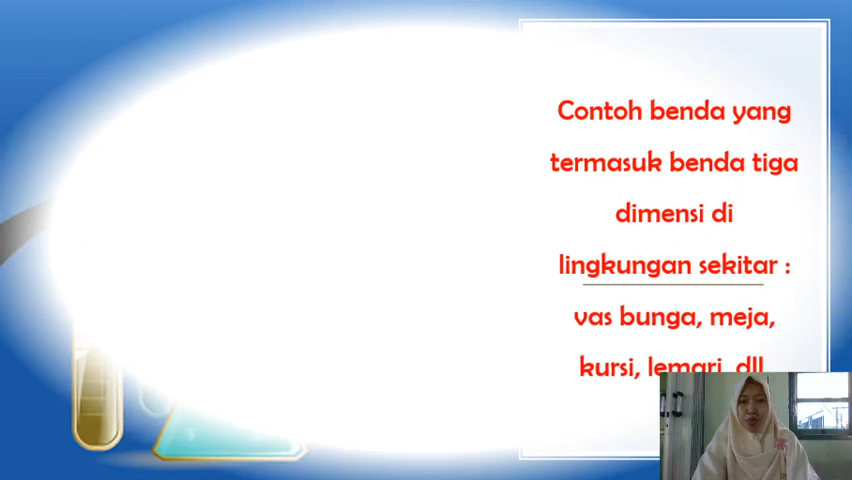 Contoh benda yang
termasuk benda tiga
dimensi di
lingkungan sekitar :
vas bunga, meja,
kursi, lemari, dll